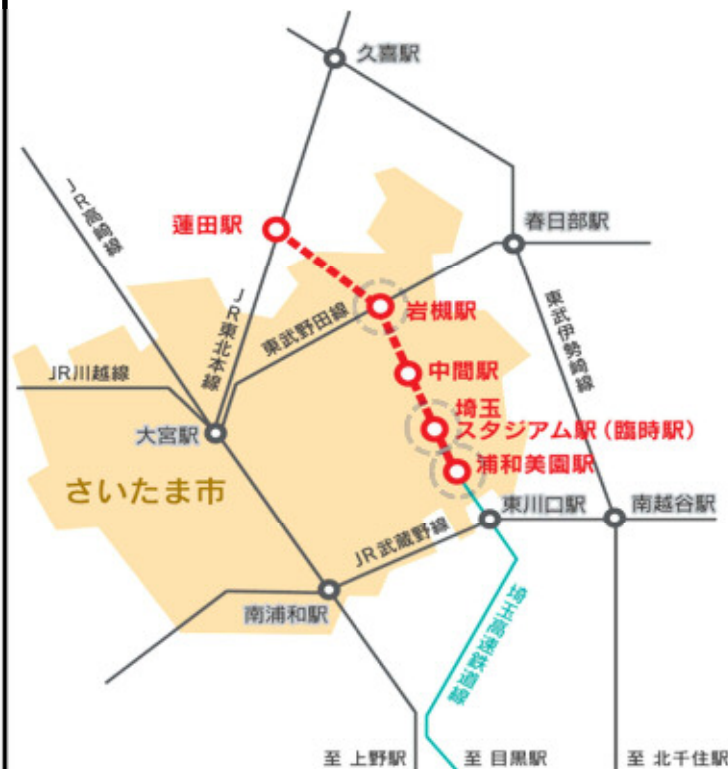 久喜駅
JR高崎線
蓮田駅
春日部駅
JR東北本線
東武野田線
岩槻駅
東武伊勢崎線
中間駅
JR川越線
埼玉
スタジアム駅(臨時駅)
大宮駅
浦和美園駅
さいたま市
東川口駅
南越谷駅
JR武蔵野線
南浦和駅
埼玉高速鉄道線
至 上野駅
至 目黒駅
至 北千住駅